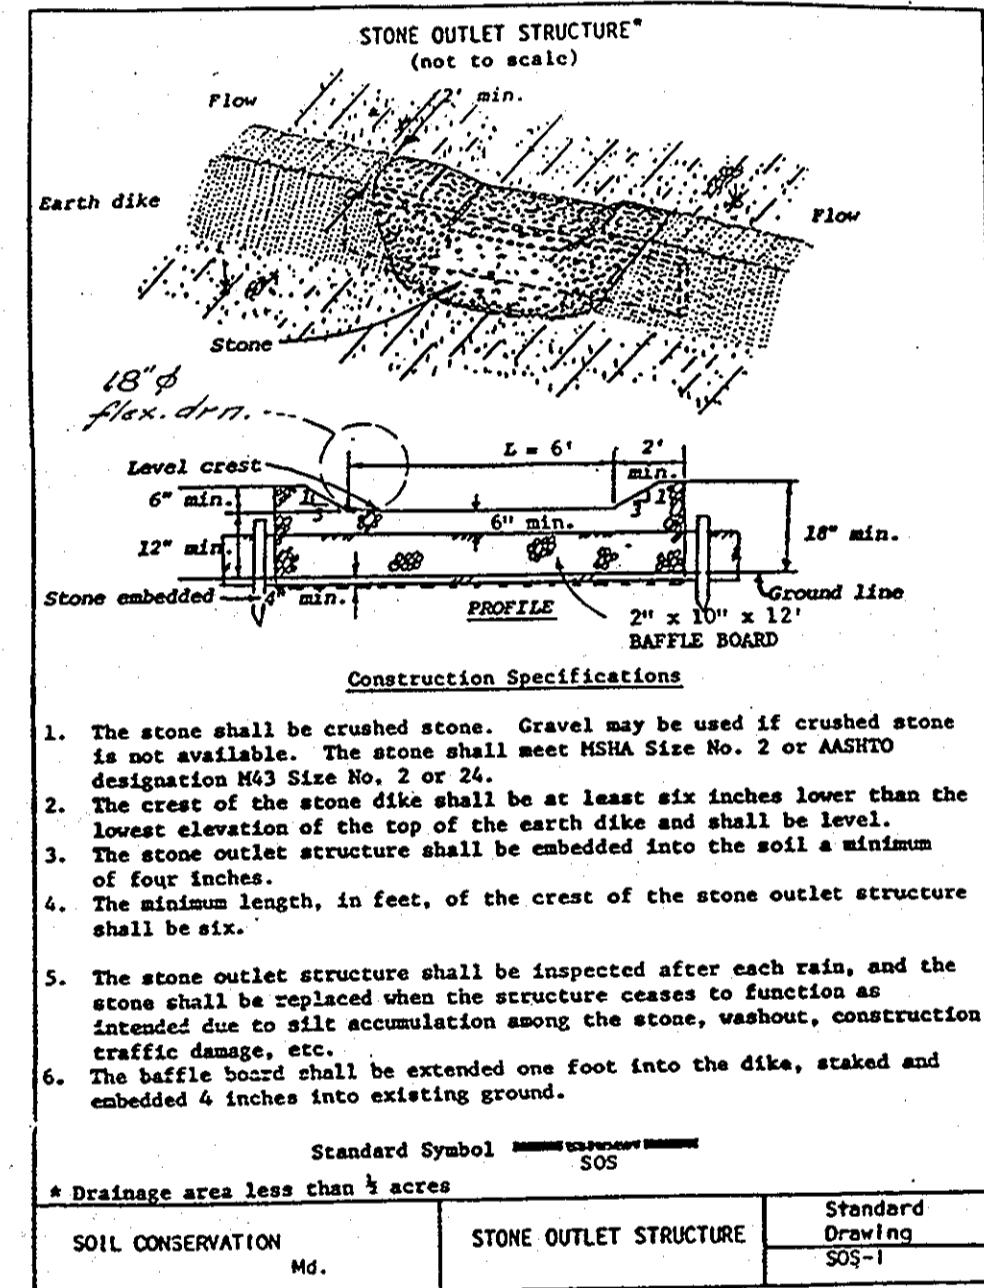 STONE OUTLET STRUCTURE*
(not to scale)
Flow
2' min.
Earth dike
Flow
Stone
18"ϕ
flex. drn.
L = 6'
2'
min.
Level crest
6" min.
1
3
1
3
6" min.
12" min.
18" min.
Stone embedded
4" min.
PROFILE
Ground line
2" x 10" x 12'
BAFFLE BOARD
Construction Specifications
1. The stone shall be crushed stone. Gravel may be used if crushed stone
is not available. The stone shall meet MSHA Size No. 2 or AASHTO
designation M43 Size No. 2 or 24.
2. The crest of the stone dike shall be at least six inches lower than the
lowest elevation of the top of the earth dike and shall be level.
3. The stone outlet structure shall be embedded into the soil a minimum
of four inches.
4. The minimum length, in feet, of the crest of the stone outlet structure
shall be six.
5. The stone outlet structure shall be inspected after each rain, and the
stone shall be replaced when the structure ceases to function as
intended due to silt accumulation among the stone, washout, construction
traffic damage, etc.
6. The baffle board shall be extended one foot into the dike, staked and
embedded 4 inches into existing ground.
Standard Symbol
SOS
* Drainage area less than ½ acres
SOIL CONSERVATION
Md.
STONE OUTLET STRUCTURE
Standard
Drawing
SOS-1